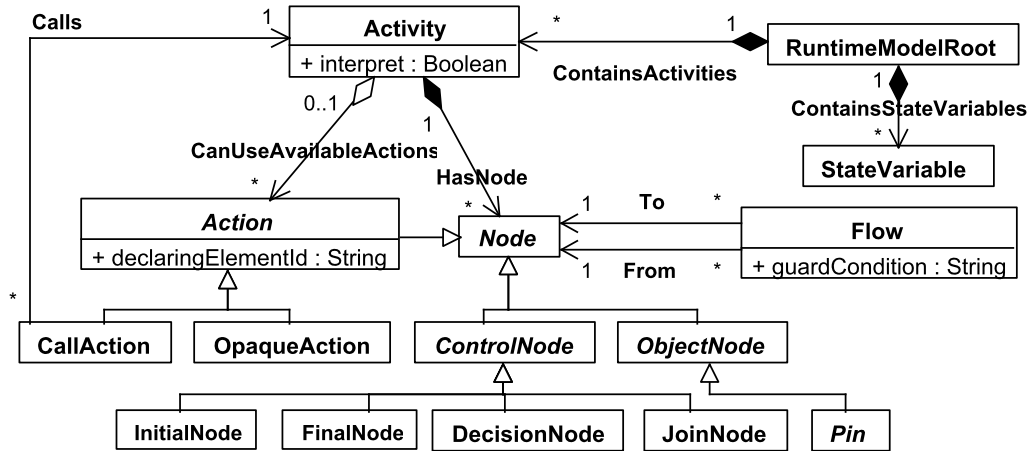 Calls
1
Activity
+ interpret : Boolean
*
1
ContainsActivities
RuntimeModelRoot
1
ContainsStateVariables
*
StateVariable
0..1
CanUseAvailableActions
*
1
HasNode
*
Action
+ declaringElementId : String
Node
1
To
*
1
From
*
Flow
+ guardCondition : String
*
CallAction
OpaqueAction
ControlNode
ObjectNode
InitialNode
FinalNode
DecisionNode
JoinNode
Pin